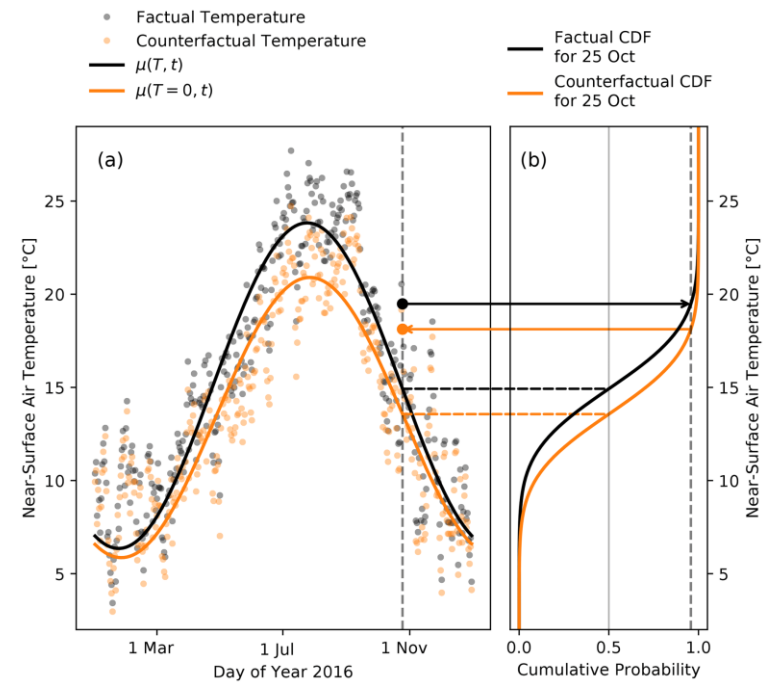 Factual Temperature
Counterfactual Temperature
μ(T, t)
μ(T = 0, t)
Factual CDF
for 25 Oct
Counterfactual CDF
for 25 Oct
(a)
(b)
Near-Surface Air Temperature [°C]
25
20
15
10
5
1 Mar
1 Jul
1 Nov
Day of Year 2016
0.0
0.5
1.0
Cumulative Probability
25
20
15
10
5
Near-Surface Air Temperature [°C]